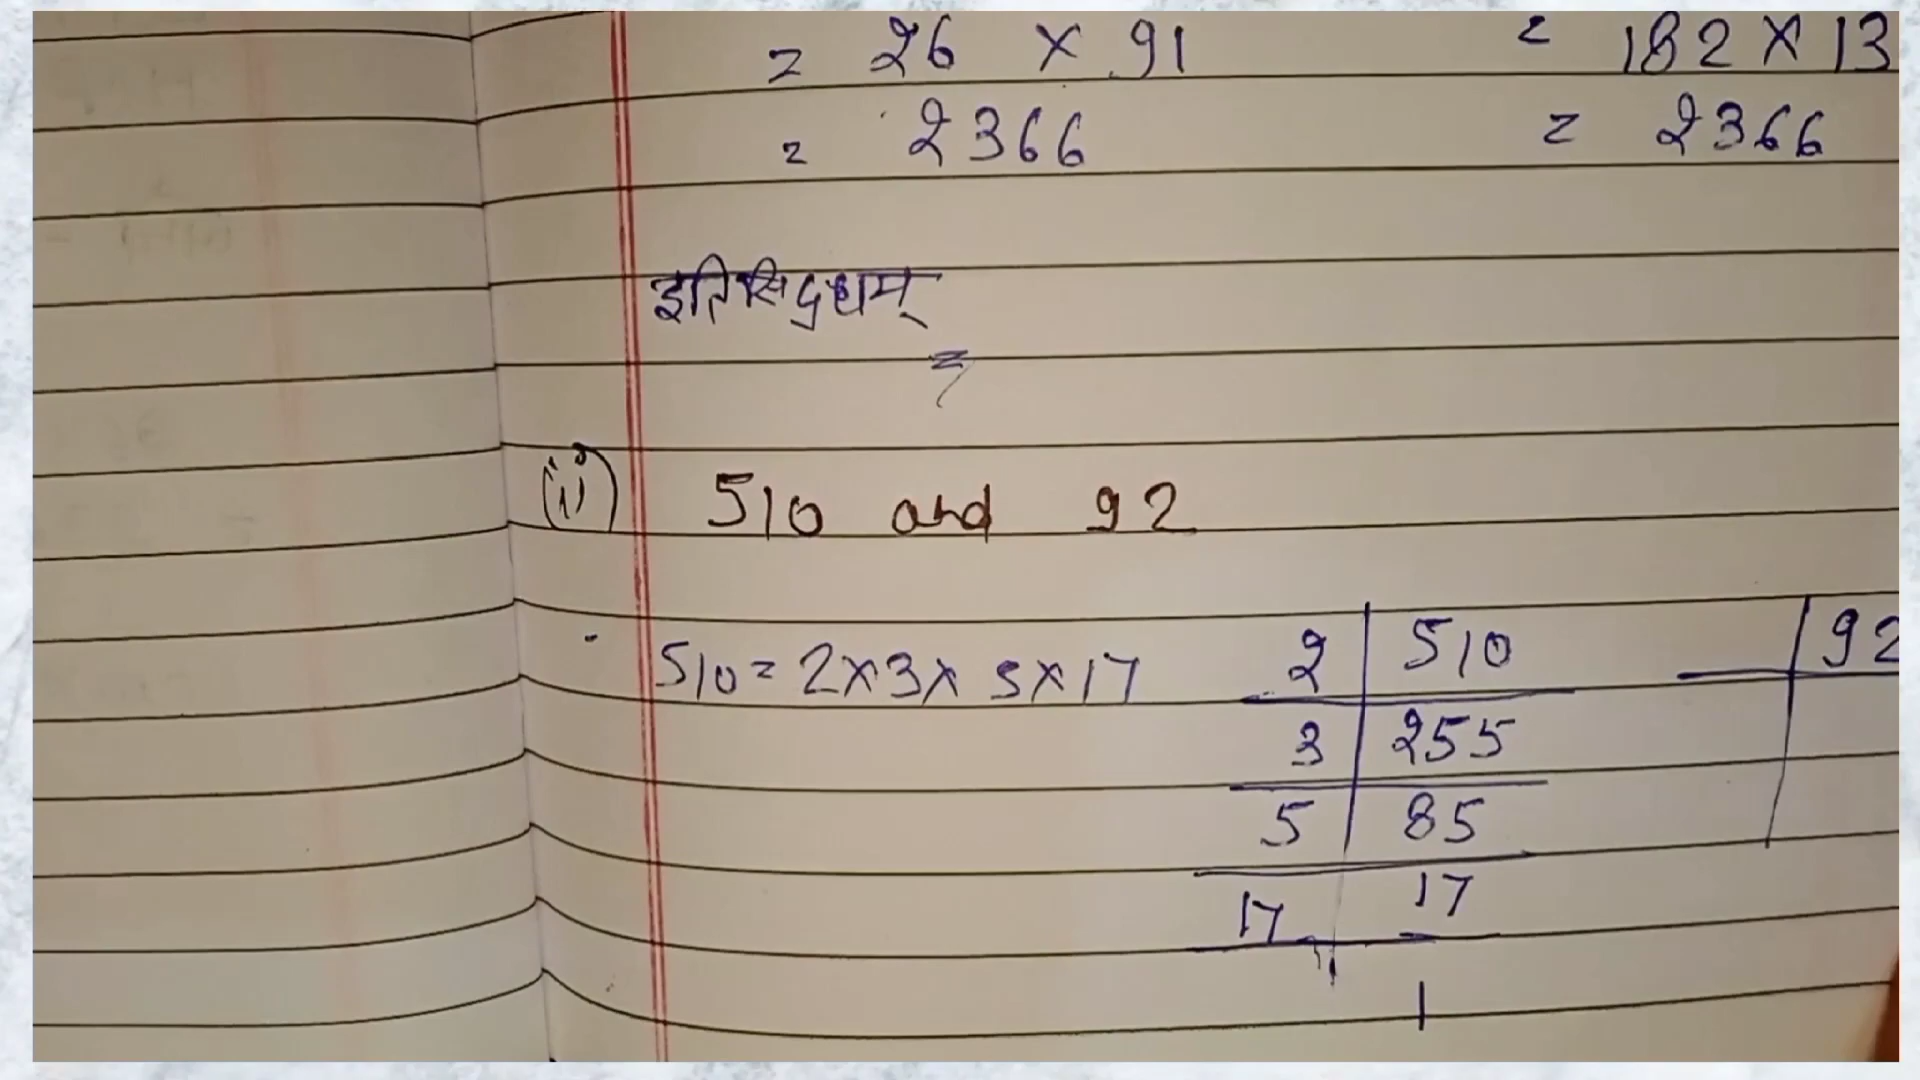 = 26 × 91 = 182 × 13
= 2366 = 2366
इतिसिद्धम्
(ii) 510 and 92
510 = 2×3×5×17
2 | 510
3 | 255
5 | 85
17 | 17
1
92